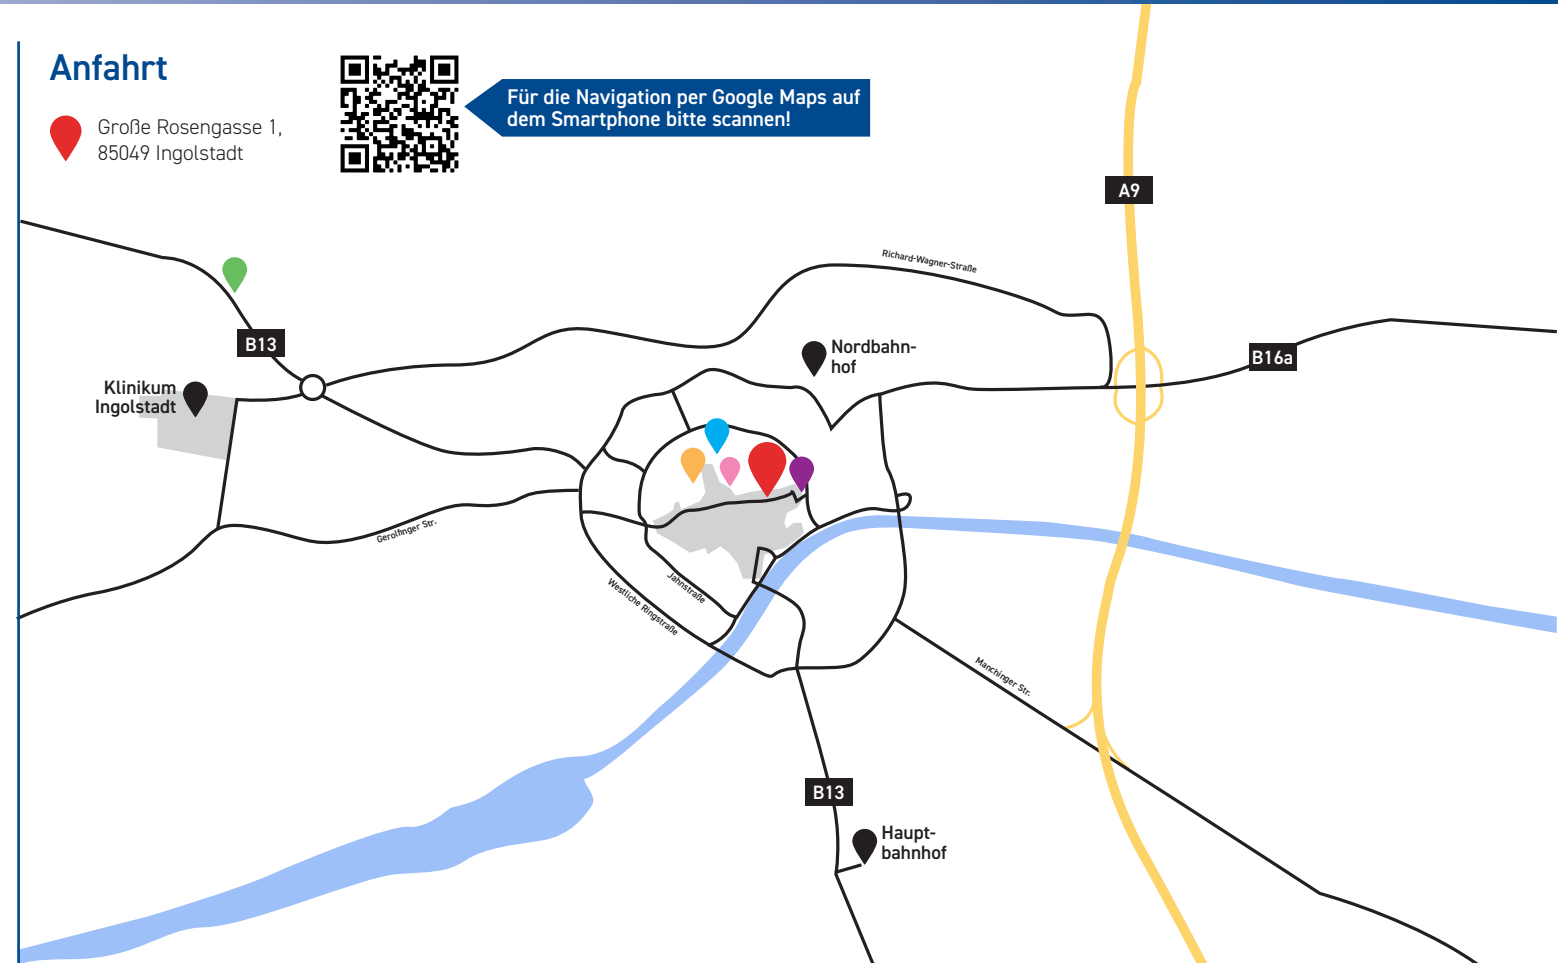 Anfahrt
Große Rosengasse 1,
85049 Ingolstadt
Für die Navigation per Google Maps auf
dem Smartphone bitte scannen!
A9
Richard-Wagner-Straße
B13
Nordbahn-
hof
B16a
Klinikum
Ingolstadt
Gerolfinger Str.
Jahnstraße
Westliche Ringstraße
Manchinger Str.
B13
Haupt-
bahnhof